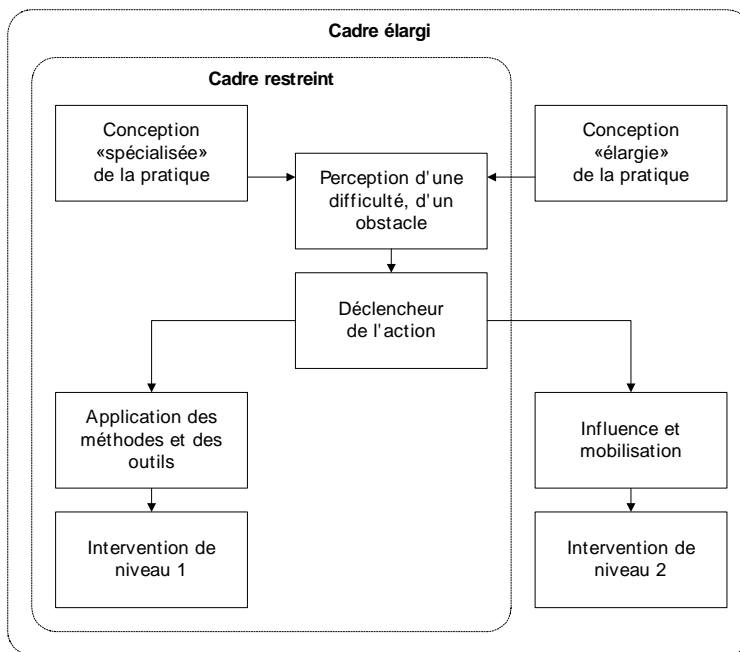 Cadre élargi
Cadre restreint
Conception
«spécialisée»
de la pratique
Perception d'une
difficulté, d'un
obstacle
Conception
«élargie»
de la pratique
Déclencheur
de l'action
Application des
méthodes et des
outils
Influence et
mobilisation
Intervention de
niveau 1
Intervention de
niveau 2